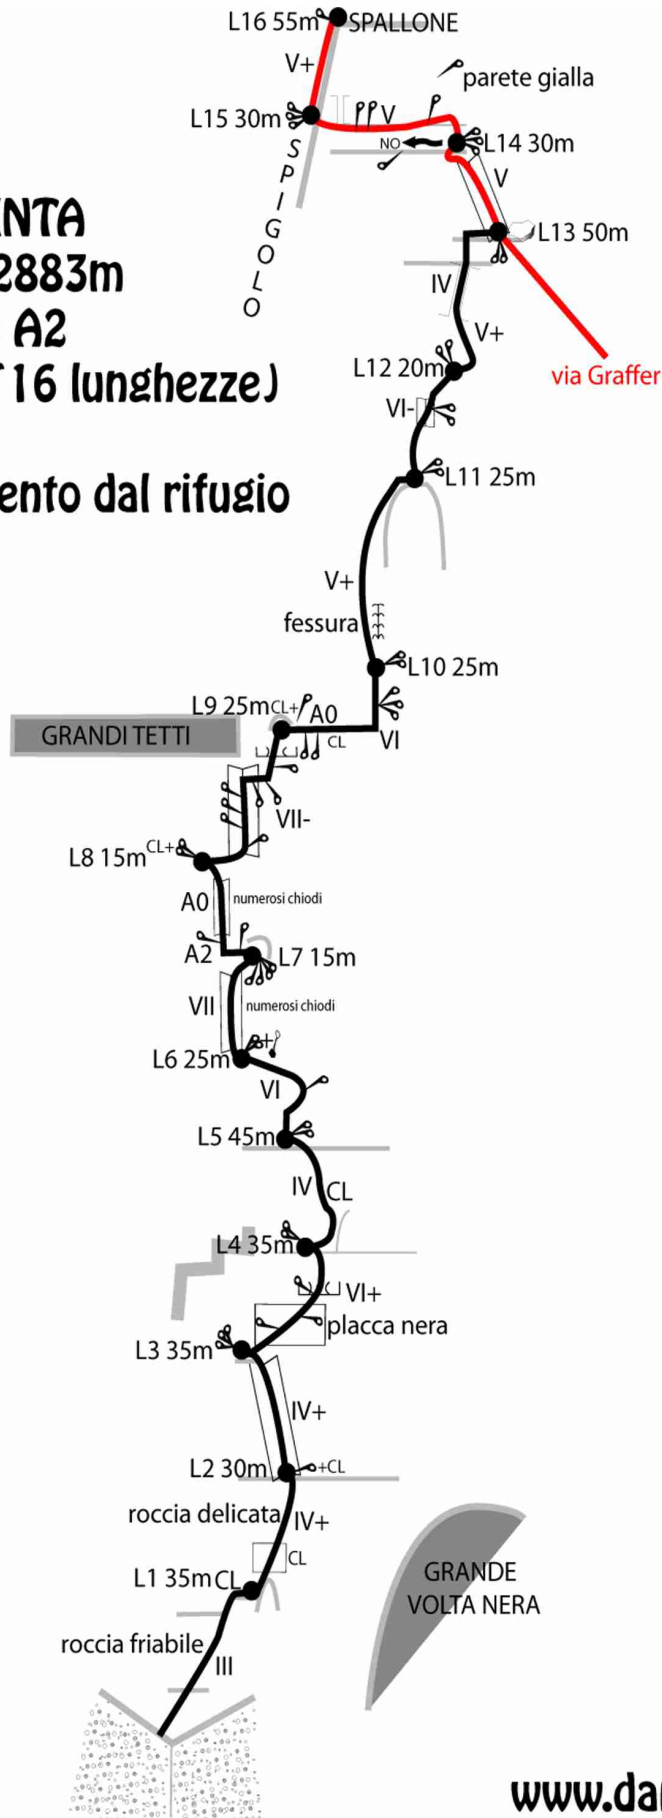 L16 55m SPALLONE
V+
parete gialla
L15 30m
V
NO
L14 30m
SPIGOLO
V
L13 50m
2883m
A2
16 lunghezze)
IV
V+
L12 20m
via Graffer
VI-
L11 25m
dal rifugio
V+
fessura
L10 25m
L9 25m CL+
A0
CL
VI
GRANDI TETTI
VII-
L8 15m CL+
A0
numerosi chiodi
A2
L7 15m
VII
numerosi chiodi
L6 25m
+
VI
L5 45m
IV
CL
L4 35m
VI+
placca nera
L3 35m
IV+
L2 30m
+CL
roccia delicata
IV+
CL
L1 35m CL
GRANDE
VOLTA NERA
roccia friabile
III